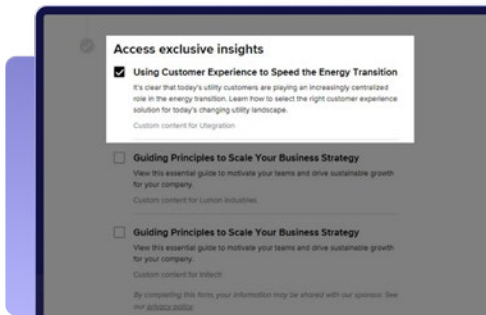 Access exclusive insights
Using Customer Experience to Speed the Energy Transition
It's clear that today's utility customers are playing an increasingly centralized
role in the energy transition. Learn how to select the right customer experience
solution for today's changing utility landscape.
Custom content for Utegration
Guiding Principles to Scale Your Business Strategy
View this essential guide to motivate your teams and drive sustainable growth
for your company.
Custom content for Lumon Industries
Guiding Principles to Scale Your Business Strategy
View this essential guide to motivate your teams and drive sustainable growth
for your company.
Custom content for Initech
By completing this form, your information may be shared with our sponsor. See
our privacy policy